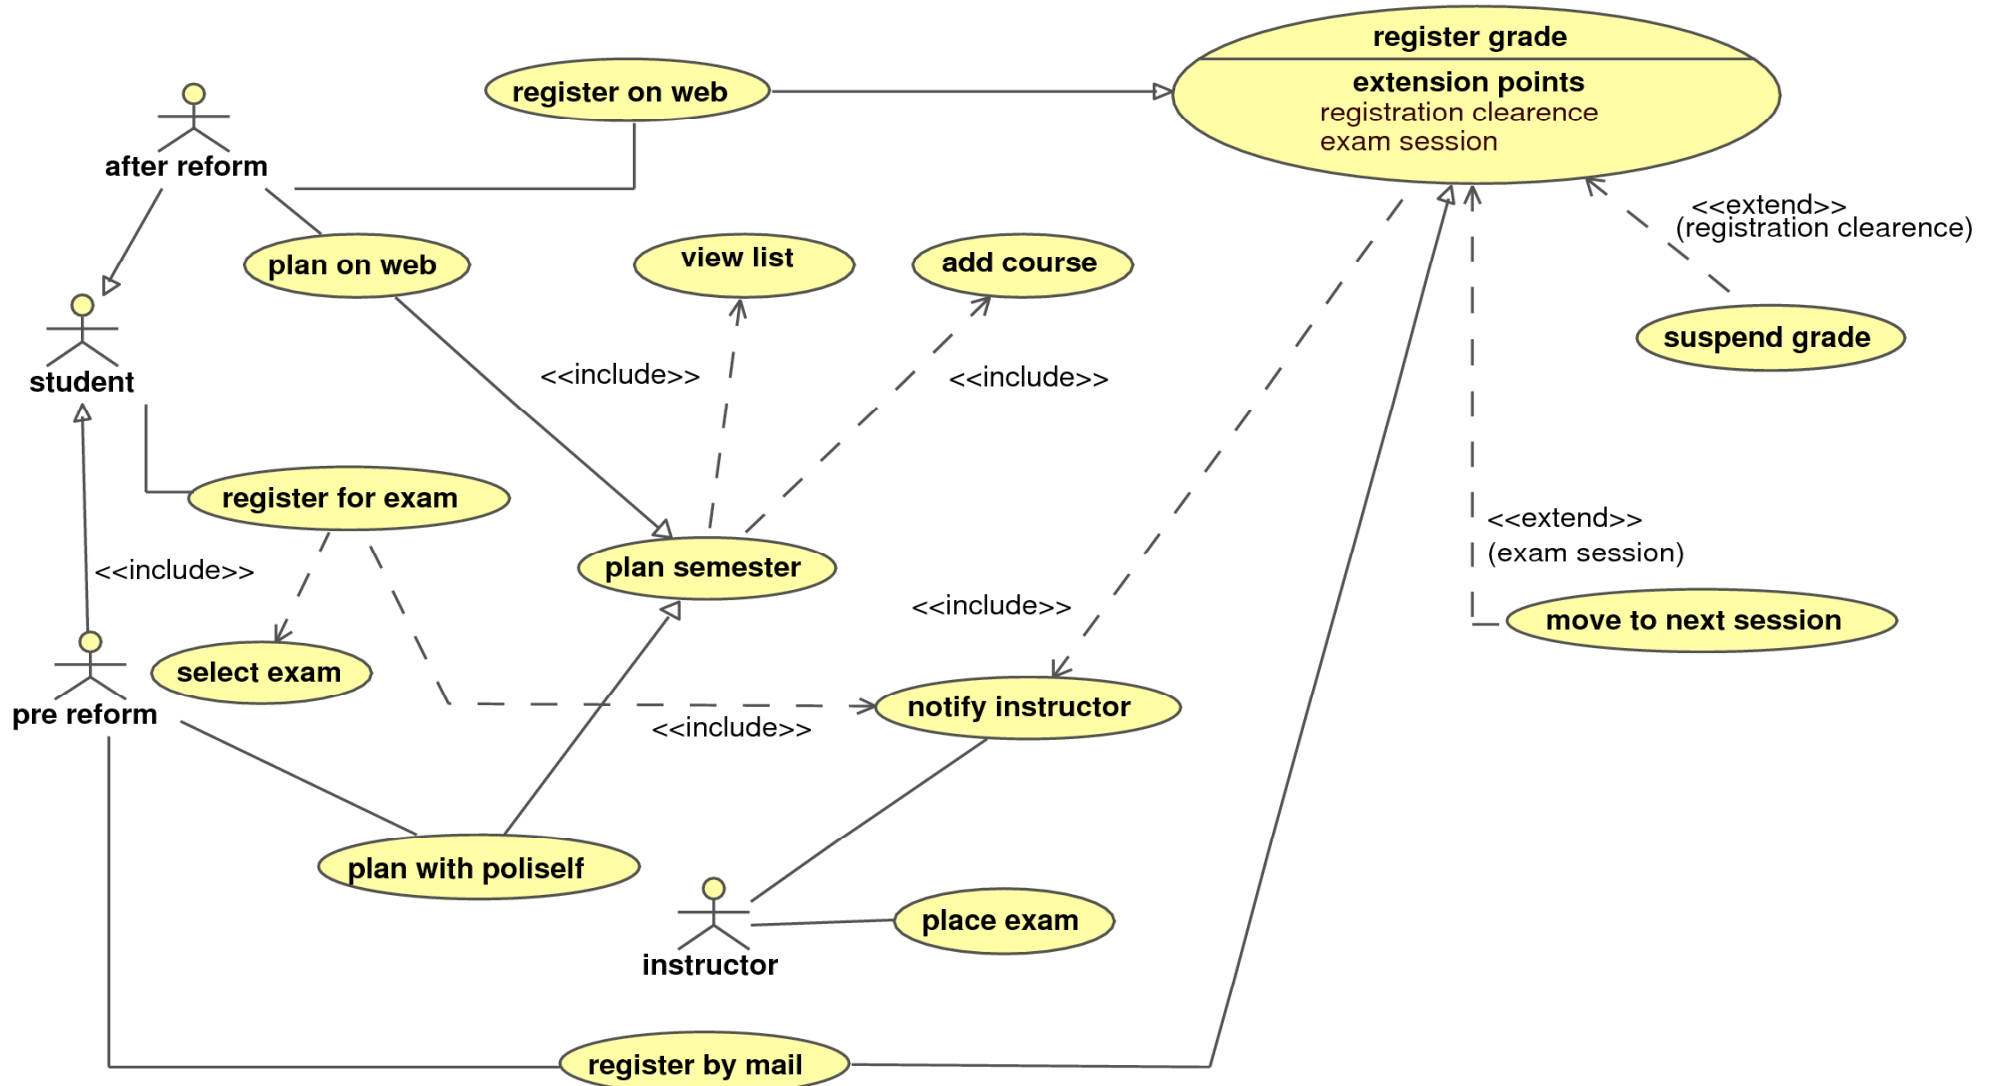 register grade
extension points
registration clearence
exam session
register on web
after reform
<<extend>>
(registration clearence)
plan on web
view list
add course
suspend grade
student
<<include>>
<<include>>
register for exam
<<extend>>
(exam session)
<<include>>
plan semester
<<include>>
move to next session
select exam
pre reform
notify instructor
<<include>>
plan with poliself
place exam
instructor
register by mail